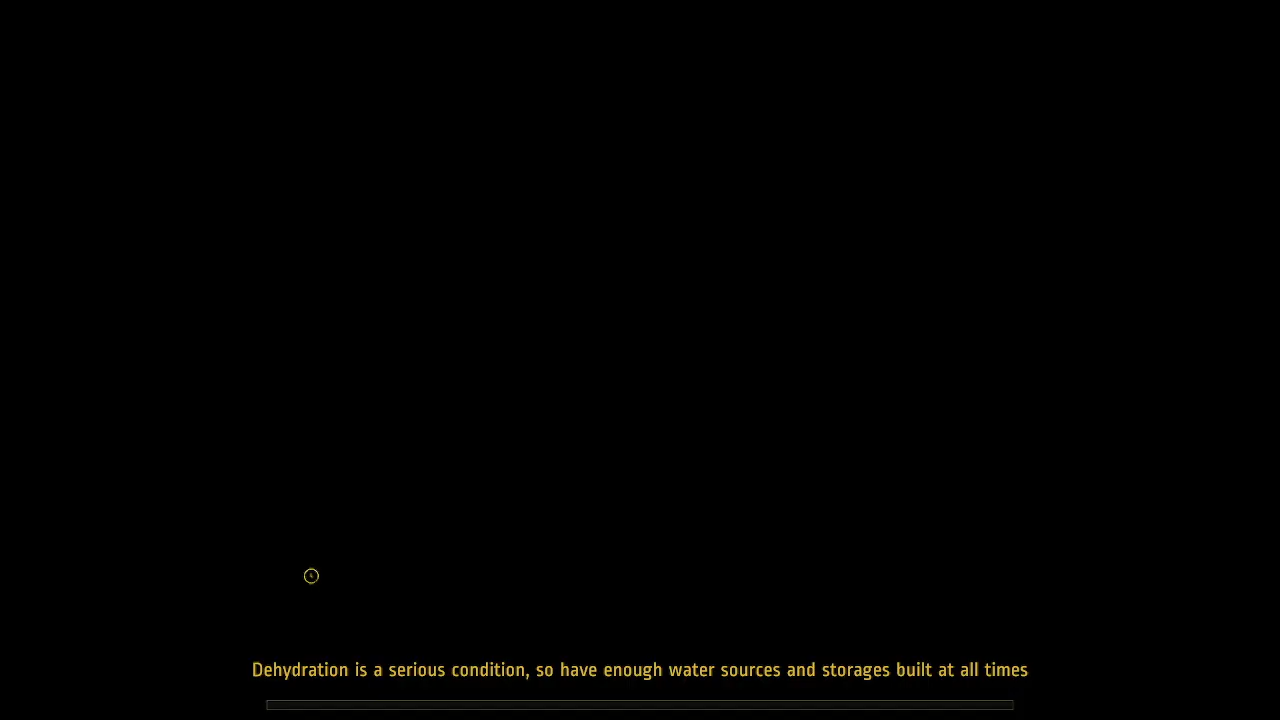 Dehydration is a serious condition, so have enough water sources and storages built at all times